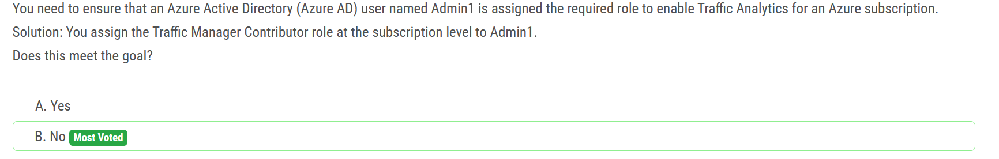 You need to ensure that an Azure Active Directory (Azure AD) user named Admin1 is assigned the required role to enable Traffic Analytics for an Azure subscription.
Solution: You assign the Traffic Manager Contributor role at the subscription level to Admin1.
Does this meet the goal?
A. Yes
B. No Most Voted